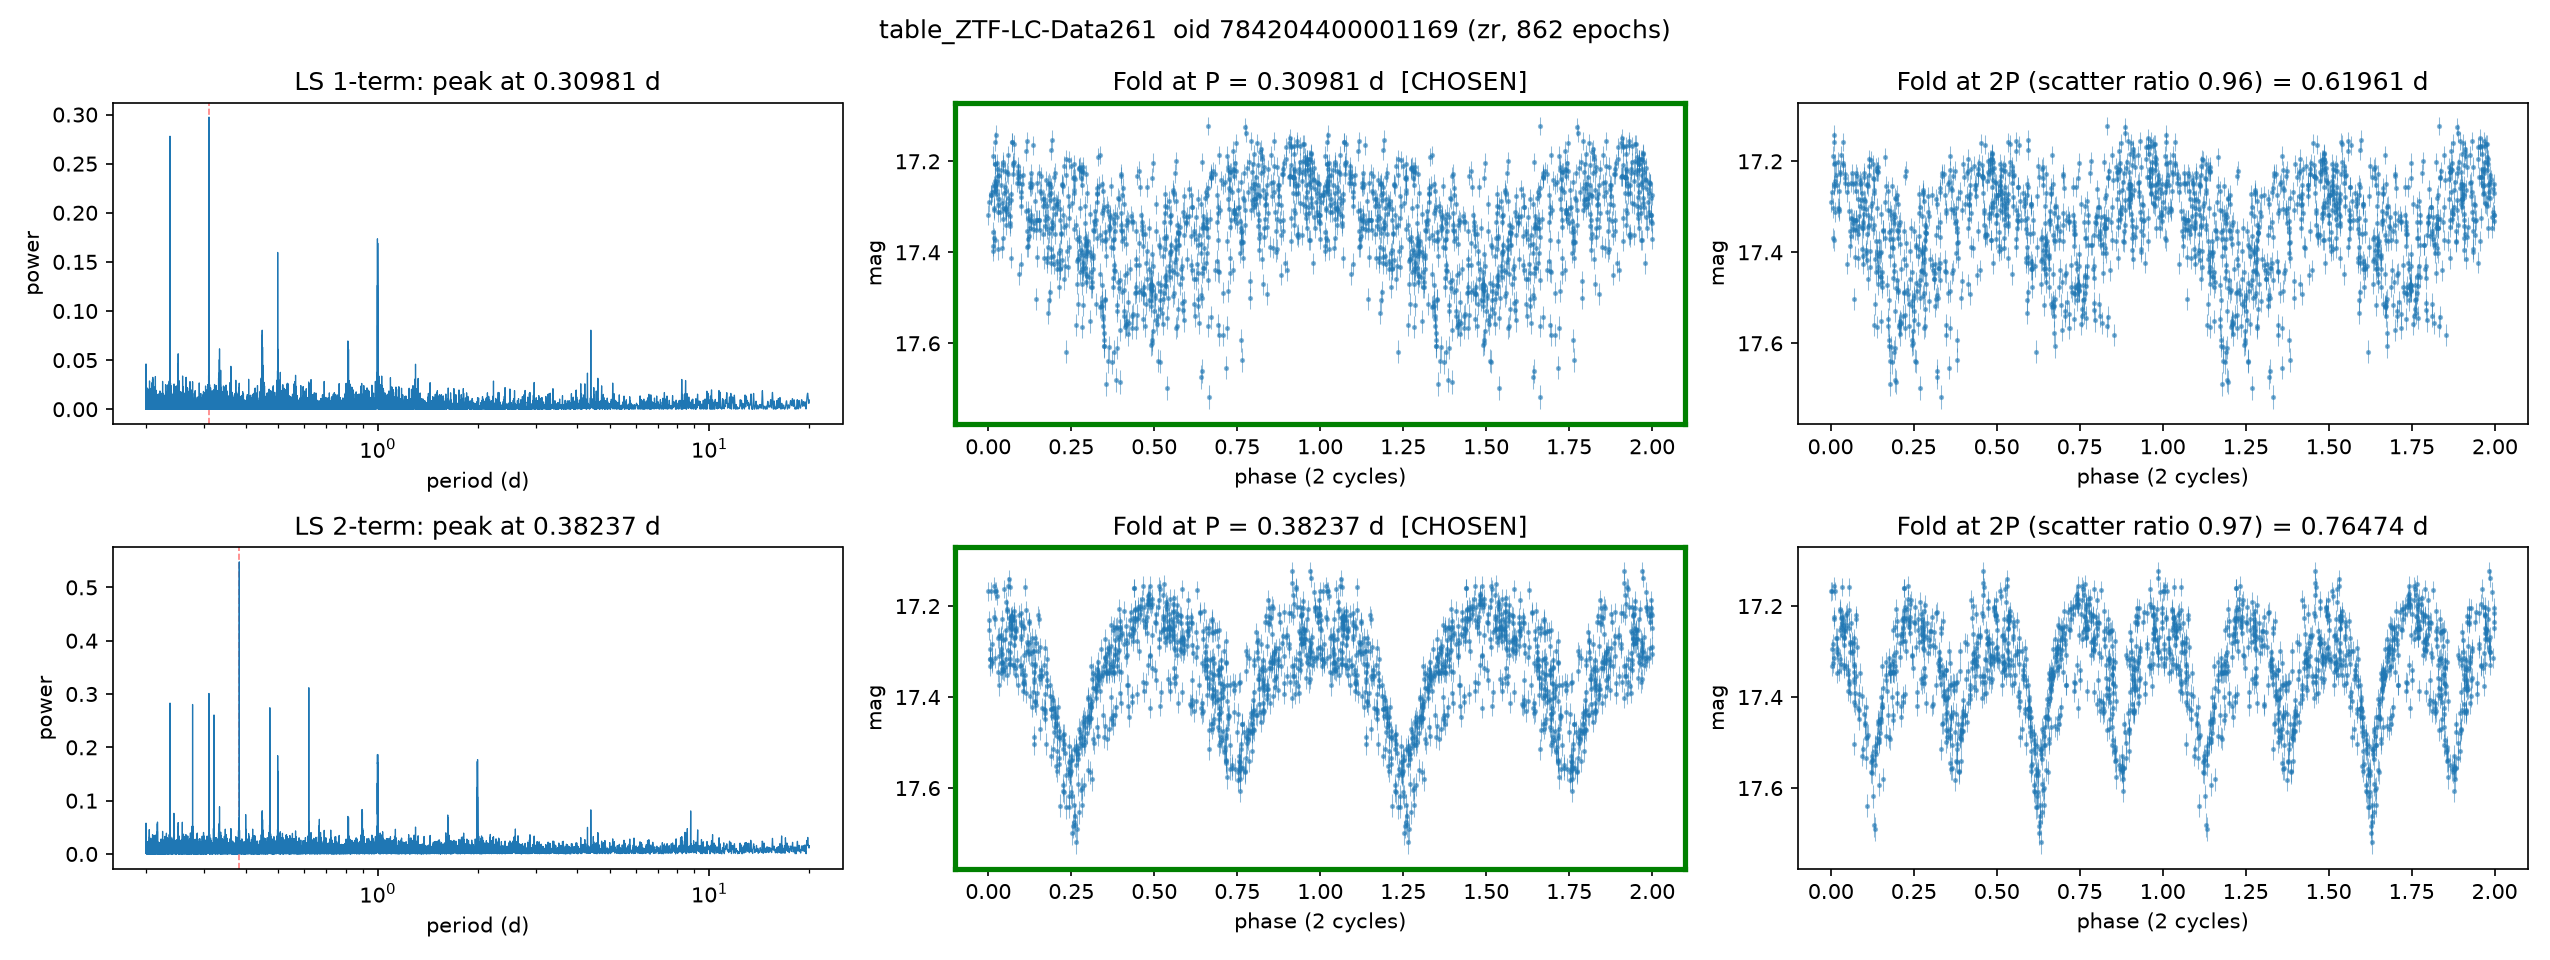 table_ZTF-LC-Data261  oid 784204400001169 (zr, 862 epochs)
LS 1-term: peak at 0.30981 d
power
0.30
0.25
0.20
0.15
0.10
0.05
0.00
10⁰
10¹
period (d)
Fold at P = 0.30981 d  [CHOSEN]
mag
17.2
17.4
17.6
0.00 0.25 0.50 0.75 1.00 1.25 1.50 1.75 2.00
phase (2 cycles)
Fold at 2P (scatter ratio 0.96) = 0.61961 d
mag
17.2
17.4
17.6
0.00 0.25 0.50 0.75 1.00 1.25 1.50 1.75 2.00
phase (2 cycles)
LS 2-term: peak at 0.38237 d
power
0.5
0.4
0.3
0.2
0.1
0.0
10⁰
10¹
period (d)
Fold at P = 0.38237 d  [CHOSEN]
mag
17.2
17.4
17.6
0.00 0.25 0.50 0.75 1.00 1.25 1.50 1.75 2.00
phase (2 cycles)
Fold at 2P (scatter ratio 0.97) = 0.76474 d
mag
17.2
17.4
17.6
0.00 0.25 0.50 0.75 1.00 1.25 1.50 1.75 2.00
phase (2 cycles)